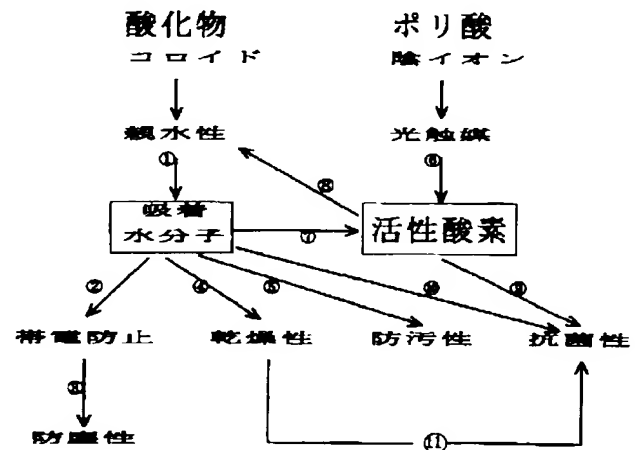 酸化物 ポリ酸
コロイド 陰イオン
親水性 光触媒
① ⑥
⑧
吸着
水分子 活性酸素
⑦
② ④ ⑤ ⑩ ⑨
帯電防止 乾燥性 防汚性 抗菌性
③
防塵性 ⑪